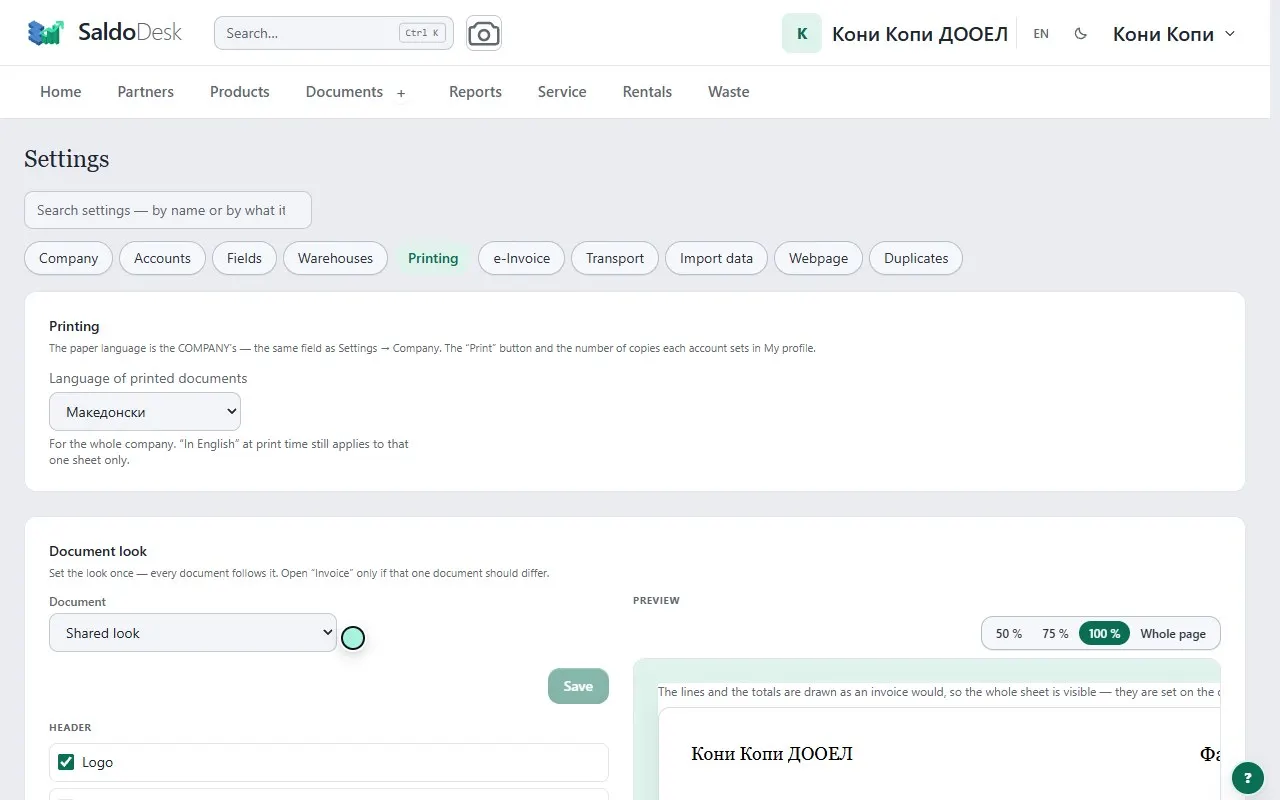 SaldoDesk
Search...
Ctrl K
K
Кони Копи ДООЕЛ
EN
Кони Копи
Home
Partners
Products
Documents +
Reports
Service
Rentals
Waste
Settings
Search settings — by name or by what it
Company
Accounts
Fields
Warehouses
Printing
e-Invoice
Transport
Import data
Webpage
Duplicates
Printing
The paper language is the COMPANY's — the same field as Settings → Company. The “Print” button and the number of copies each account sets in My profile.
Language of printed documents
Македонски
For the whole company. “In English” at print time still applies to that
one sheet only.
Document look
Set the look once — every document follows it. Open “Invoice” only if that one document should differ.
Document
Shared look
Save
HEADER
Logo
PREVIEW
50 %
75 %
100 %
Whole page
The lines and the totals are drawn as an invoice would, so the whole sheet is visible — they are set on the
Кони Копи ДООЕЛ
?